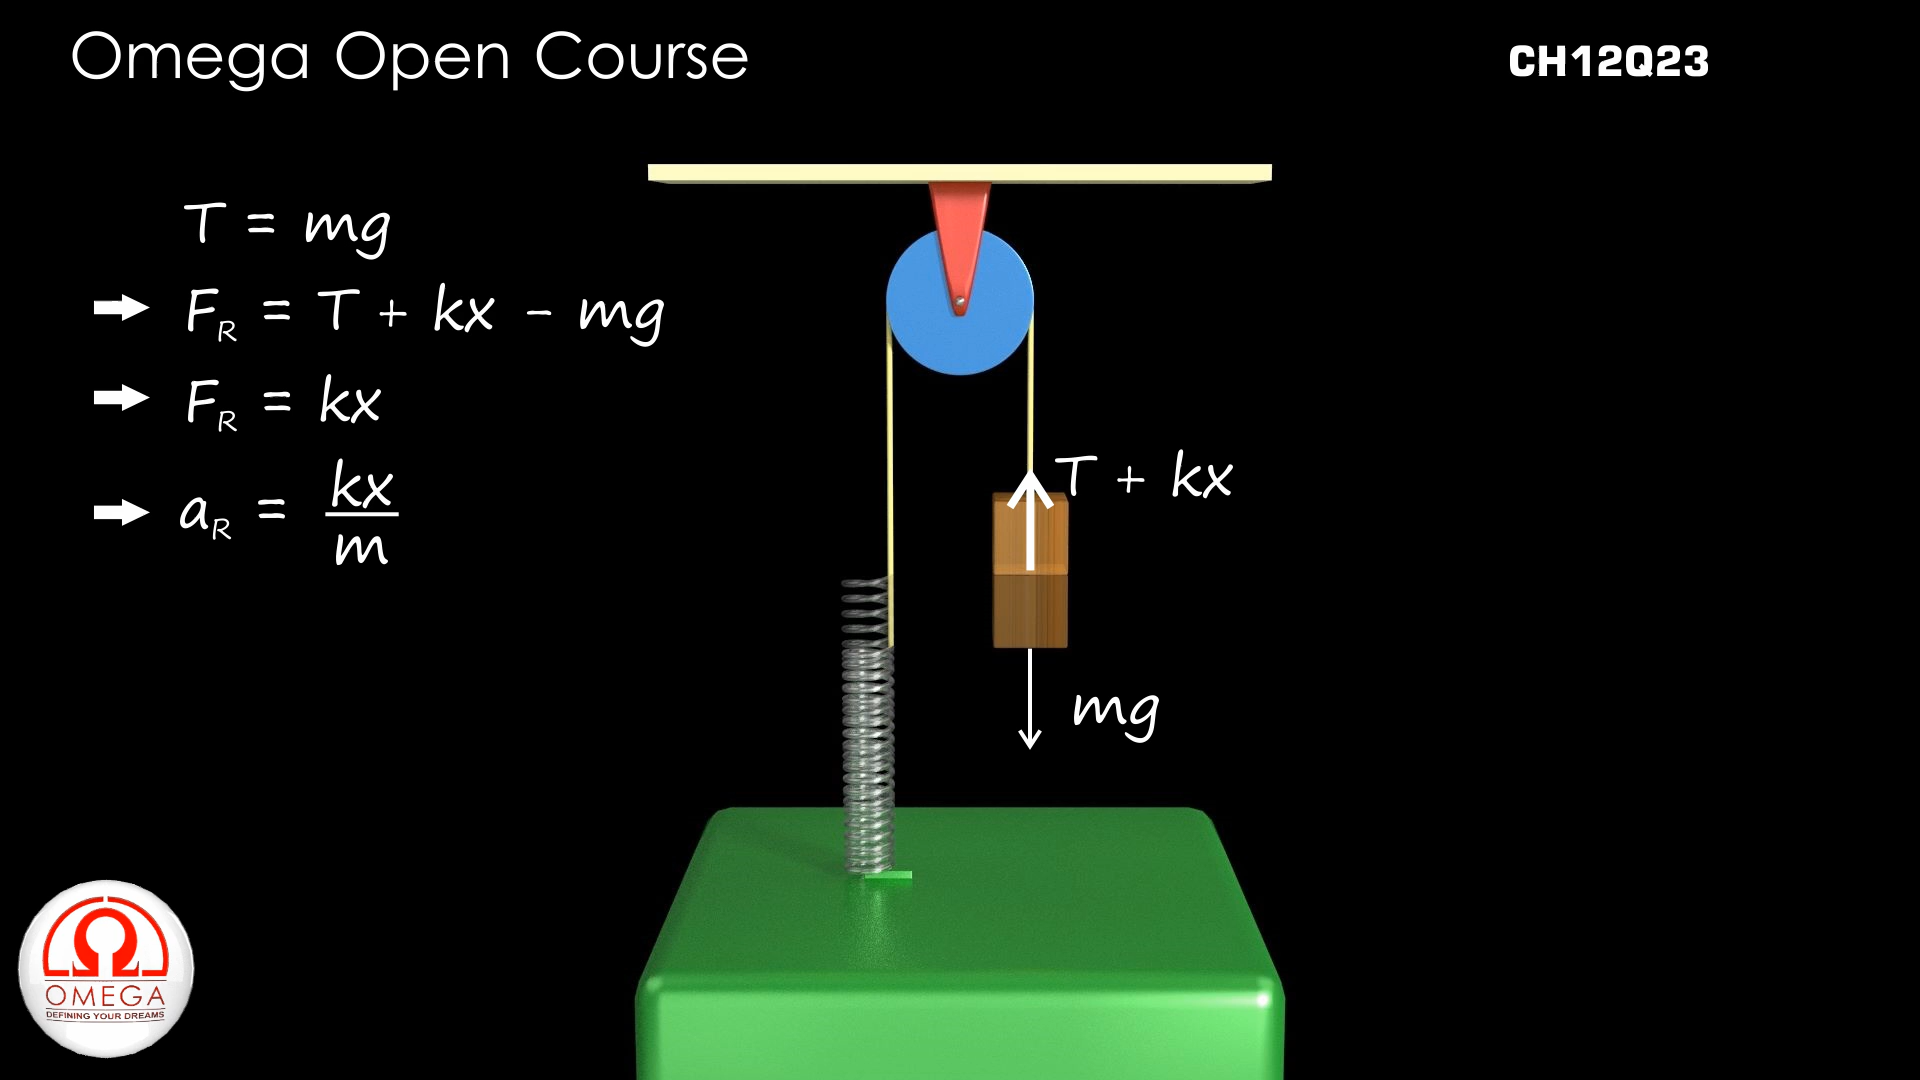 Omega Open Course
CH12Q23
T = mg
F_R = T + kx - mg
F_R = kx
a_R = kx/m
T + kx
mg
Ω
OMEGA
DEFINING YOUR DREAMS